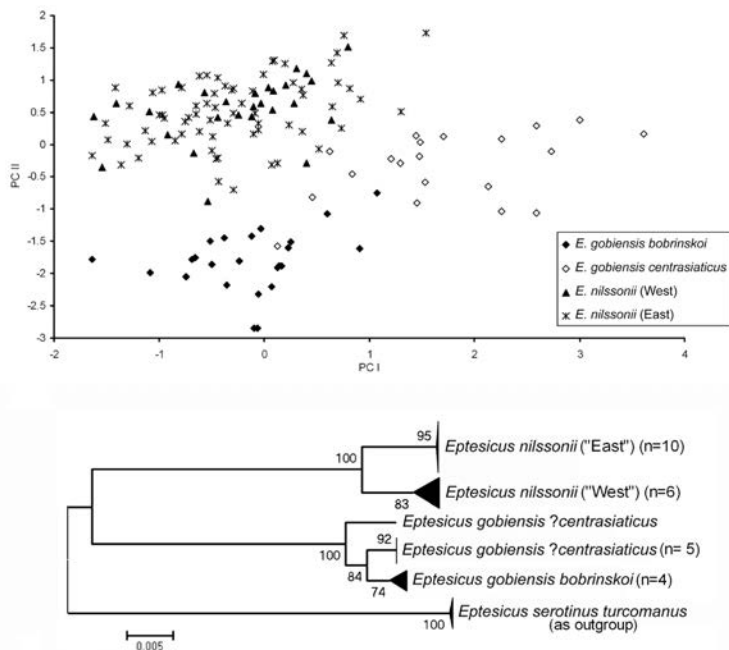 2
1.5
1
0.5
0
-0.5
-1
-1.5
-2
-2.5
-3
PC II
-2 -1 0 1 2 3 4
PC I
E. gobiensis bobrinskoi
E. gobiensis centrasiaticus
E. nilssonii (West)
E. nilssonii (East)
95 Eptesicus nilssonii ("East") (n=10)
100
Eptesicus nilssonii ("West") (n=6)
83
Eptesicus gobiensis ?centrasiaticus
100
92 Eptesicus gobiensis ?centrasiaticus (n= 5)
84
74 Eptesicus gobiensis bobrinskoi (n=4)
100 Eptesicus serotinus turcomanus
(as outgroup)
0.005